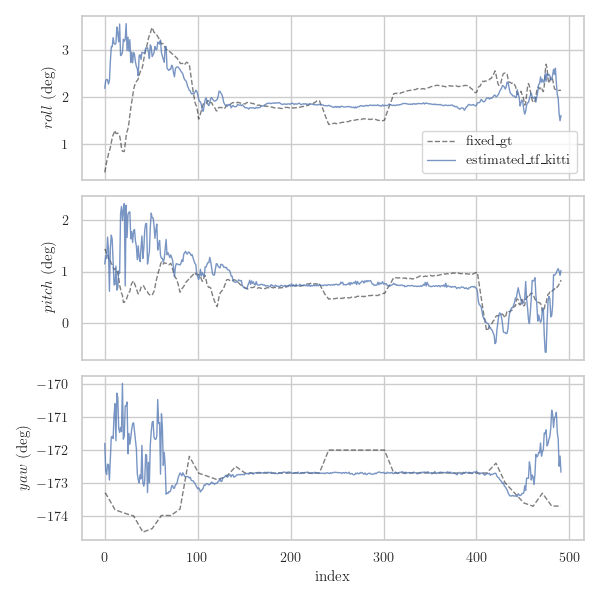 roll (deg)
3
2
1
fixed_gt
estimated_tf_kitti
pitch (deg)
2
1
0
yaw (deg)
−170
−171
−172
−173
−174
0 100 200 300 400 500
index